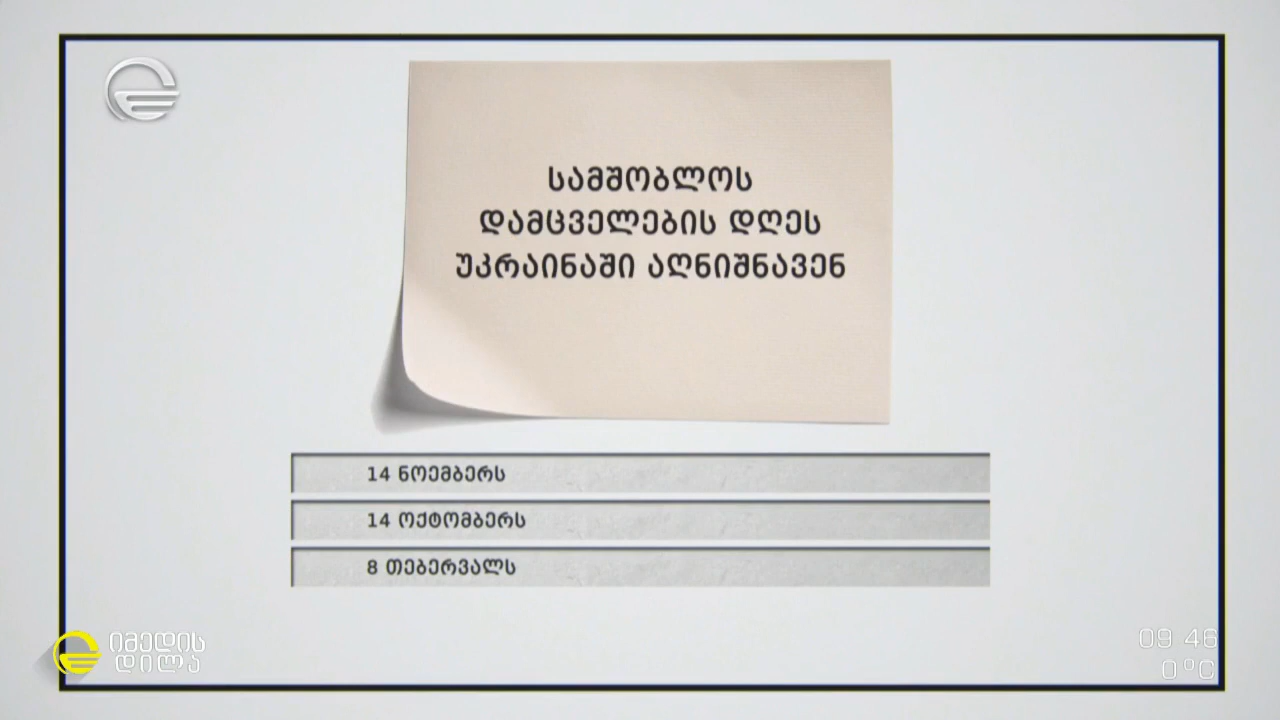 სამშობლოს
დამცველების დღეს
უკრაინაში აღნიშნავენ
14 ნოემბერს
14 ოქტომბერს
8 თებერვალს
იმედის
დილა
09 46
0°C